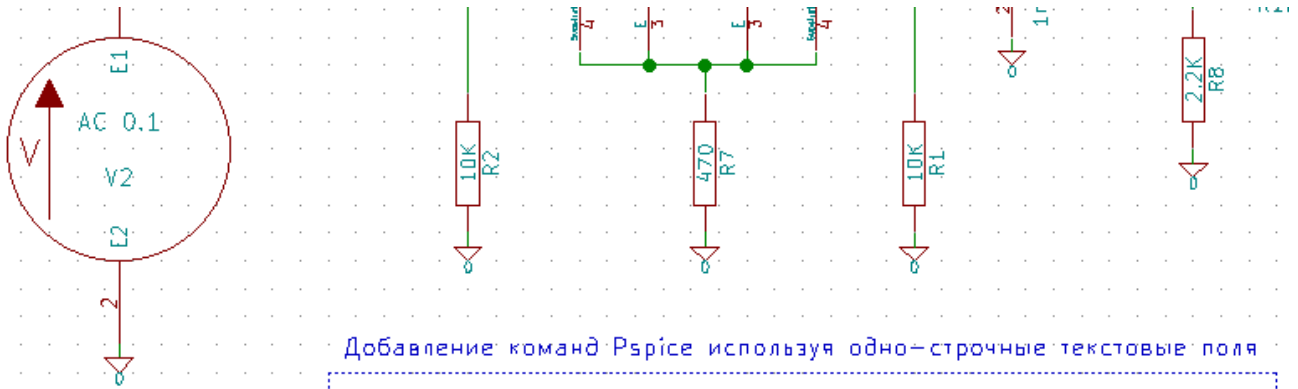 E
3
E
3
4
4
2
E1
AC 0.1
V
V2
E2
2
0
10K
R2
0
470
R7
0
10K
R1
0
0
2.2K
R8
0
Добавление команд Pspice используя одно-строчные текстовые поля